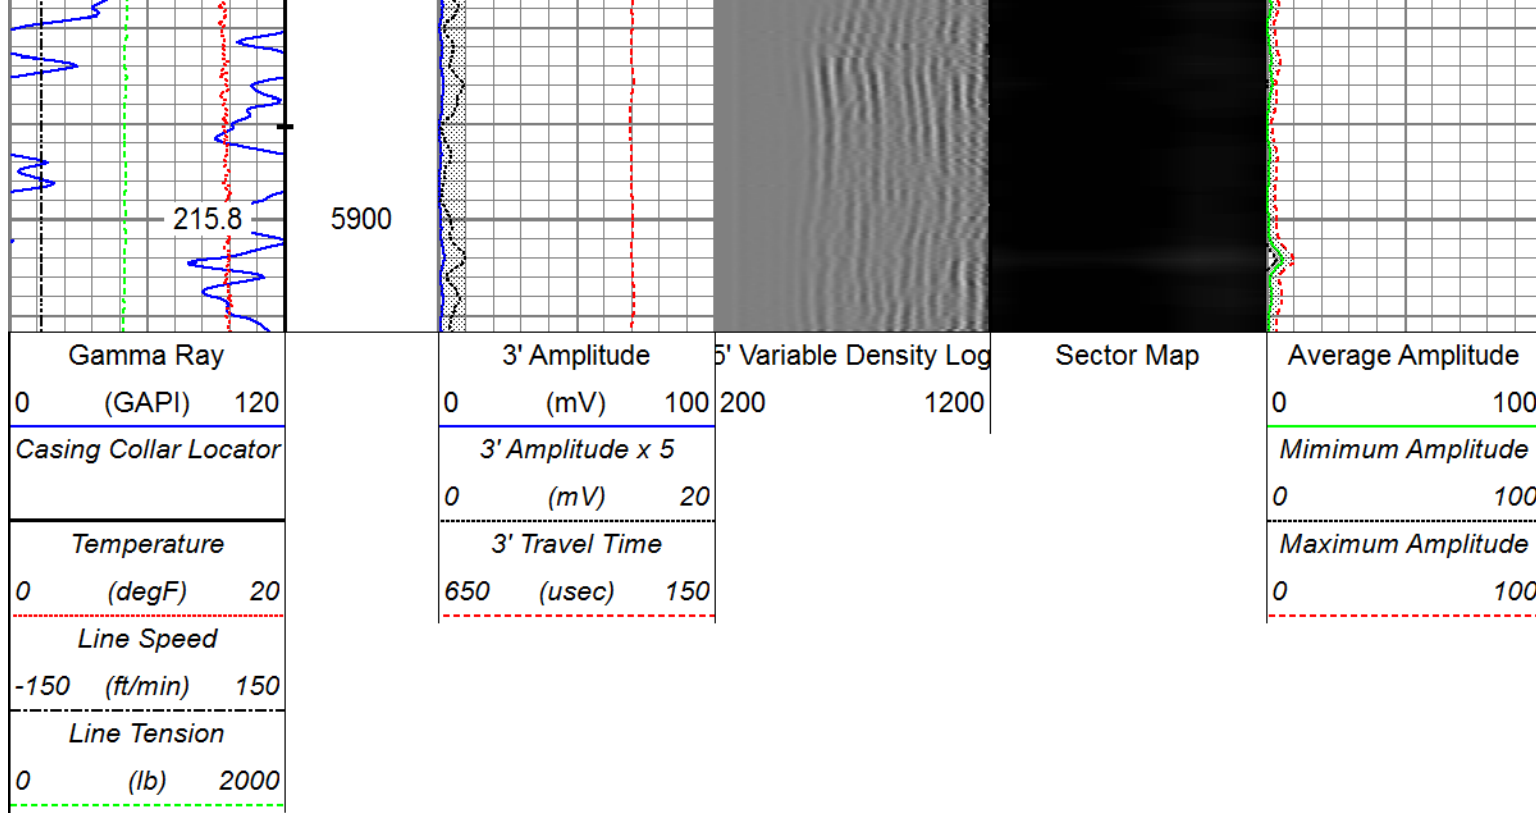 215.8
5900
Gamma Ray
0 (GAPI) 120
Casing Collar Locator
Temperature
0 (degF) 20
Line Speed
-150 (ft/min) 150
Line Tension
0 (lb) 2000
3' Amplitude
0 (mV) 100
3' Amplitude x 5
0 (mV) 20
3' Travel Time
650 (usec) 150
5' Variable Density Log
200 1200
Sector Map
Average Amplitude
0 100
Mimimum Amplitude
0 100
Maximum Amplitude
0 100